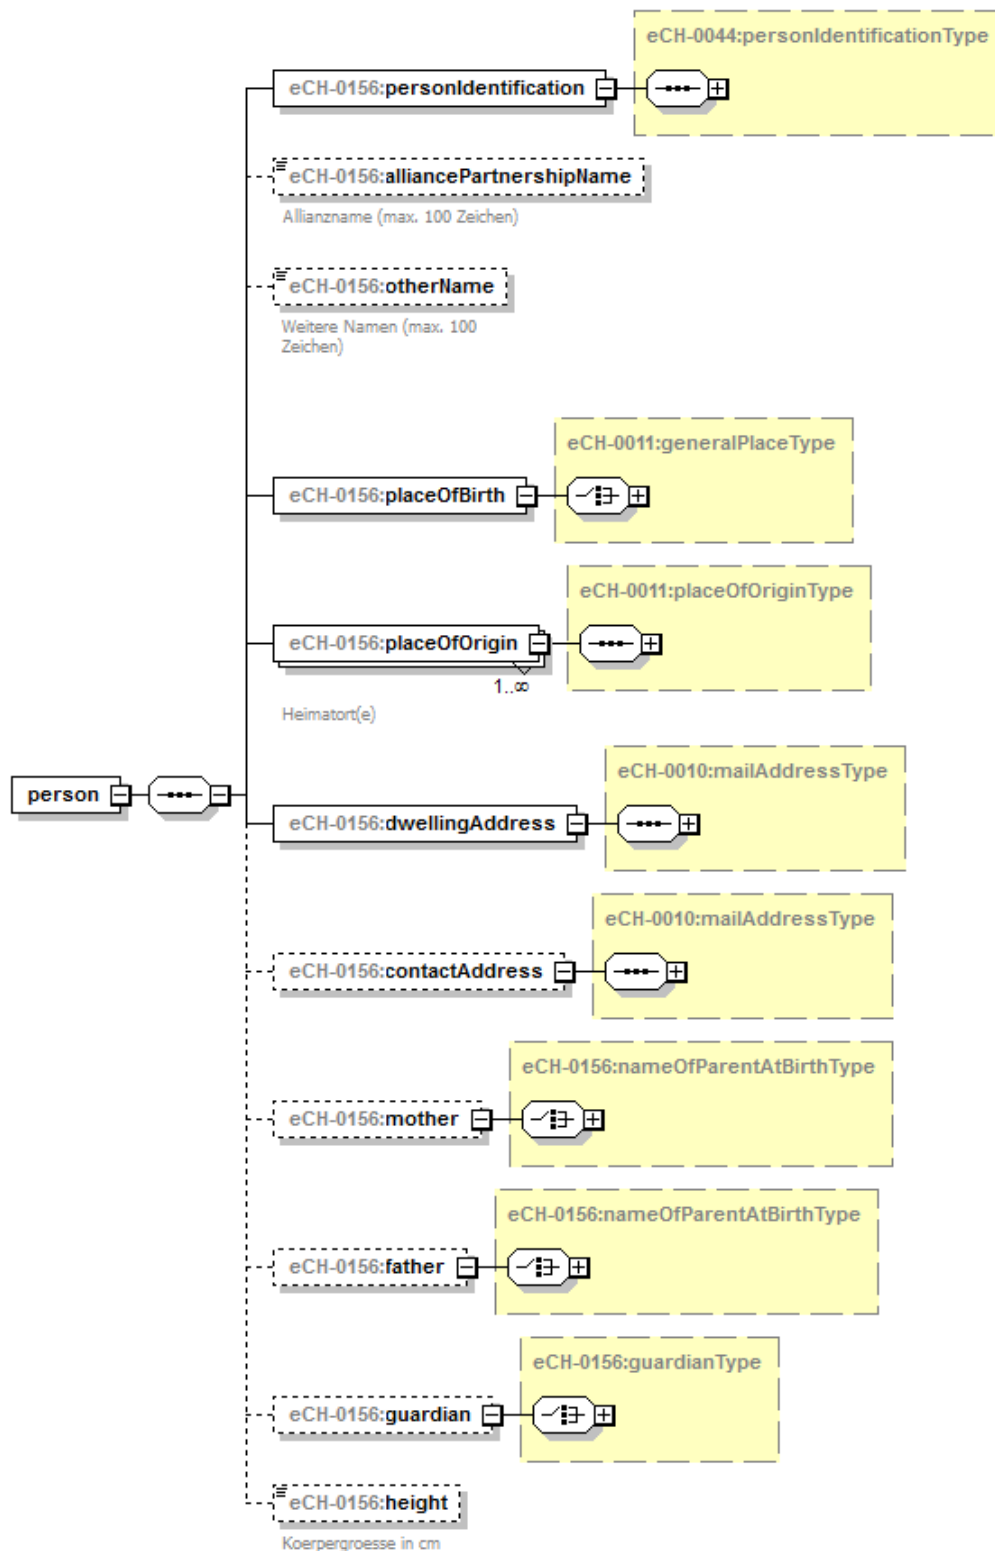 eCH-0044:personIdentificationType
eCH-0156:personIdentification
eCH-0156:alliancePartnershipName
Allianzname (max. 100 Zeichen)
eCH-0156:otherName
Weitere Namen (max. 100
Zeichen)
eCH-0011:generalPlaceType
eCH-0156:placeOfBirth
eCH-0011:placeOfOriginType
eCH-0156:placeOfOrigin
1..∞
Heimatort(e)
eCH-0010:mailAddressType
person
eCH-0156:dwellingAddress
eCH-0010:mailAddressType
eCH-0156:contactAddress
eCH-0156:nameOfParentAtBirthType
eCH-0156:mother
eCH-0156:nameOfParentAtBirthType
eCH-0156:father
eCH-0156:guardianType
eCH-0156:guardian
eCH-0156:height
Koerpergroesse in cm